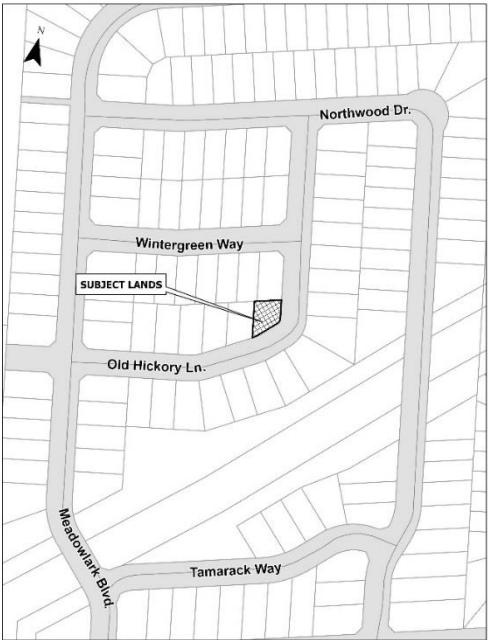 N
Northwood Dr.
Wintergreen Way
SUBJECT LANDS
Old Hickory Ln.
Meadowlark Blvd.
Tamarack Way